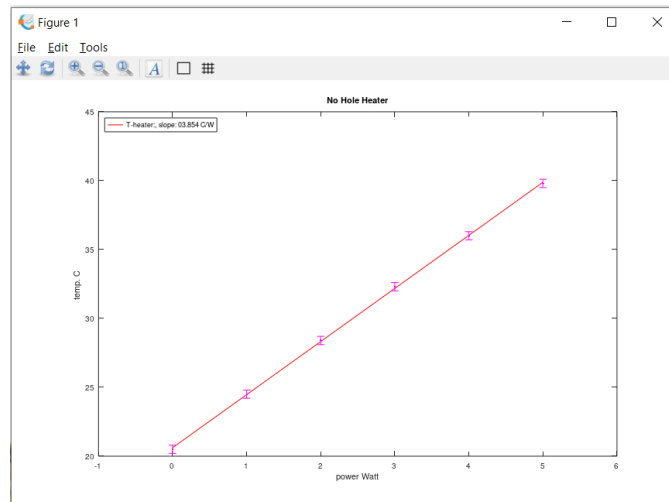 Figure 1
File Edit Tools
A
No Hole Heater
T-heater:, slope: 03.854 C/W
45
40
35
30
25
20
temp. C
-1 0 1 2 3 4 5 6
power Watt